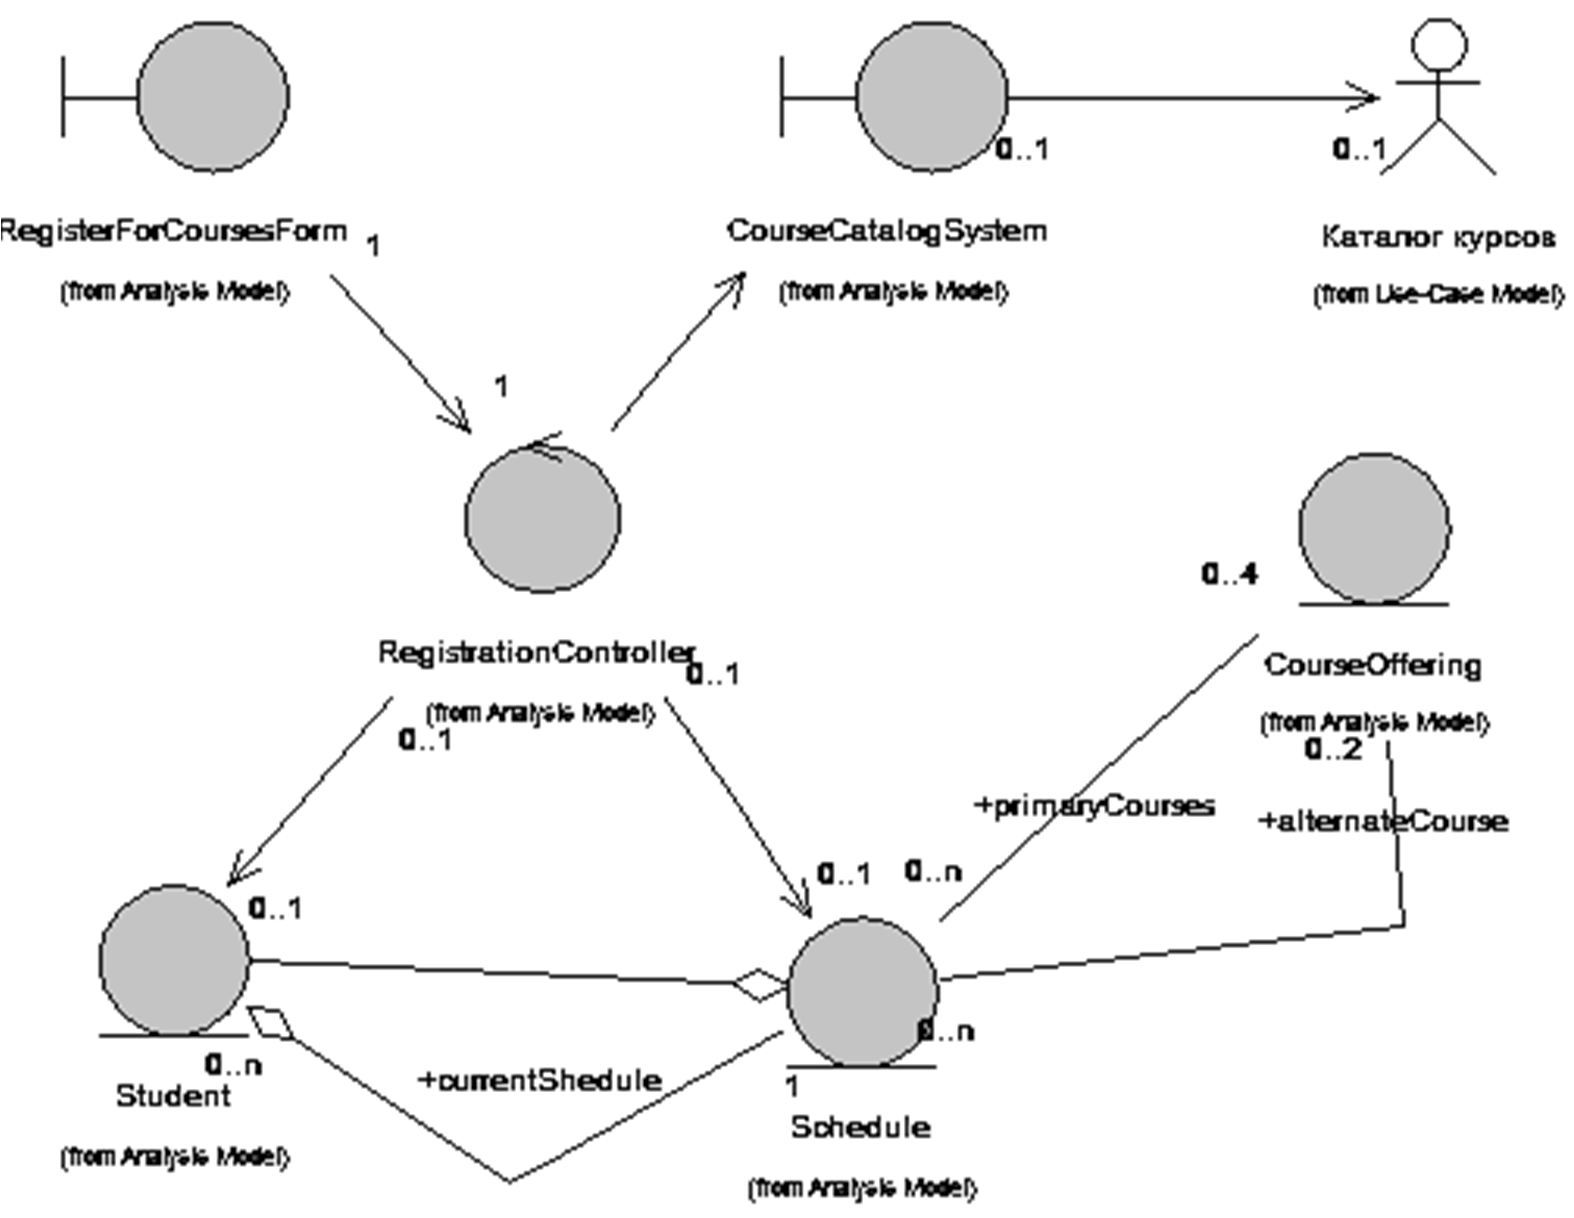 0..1
0..1
RegisterForCoursesForm
1
CourseCatalogSystem
Каталог курсов
(from Analysis Model)
(from Analysis Model)
(from Use-Case Model)
1
0..4
RegistrationController
0..1
CourseOffering
(from Analysis Model)
(from Analysis Model)
0..1
0..2
+primaryCourses
+alternateCourse
0..1
0..n
0..1
0..n
0..n
+currentShedule
1
Student
Schedule
(from Analysis Model)
(from Analysis Model)